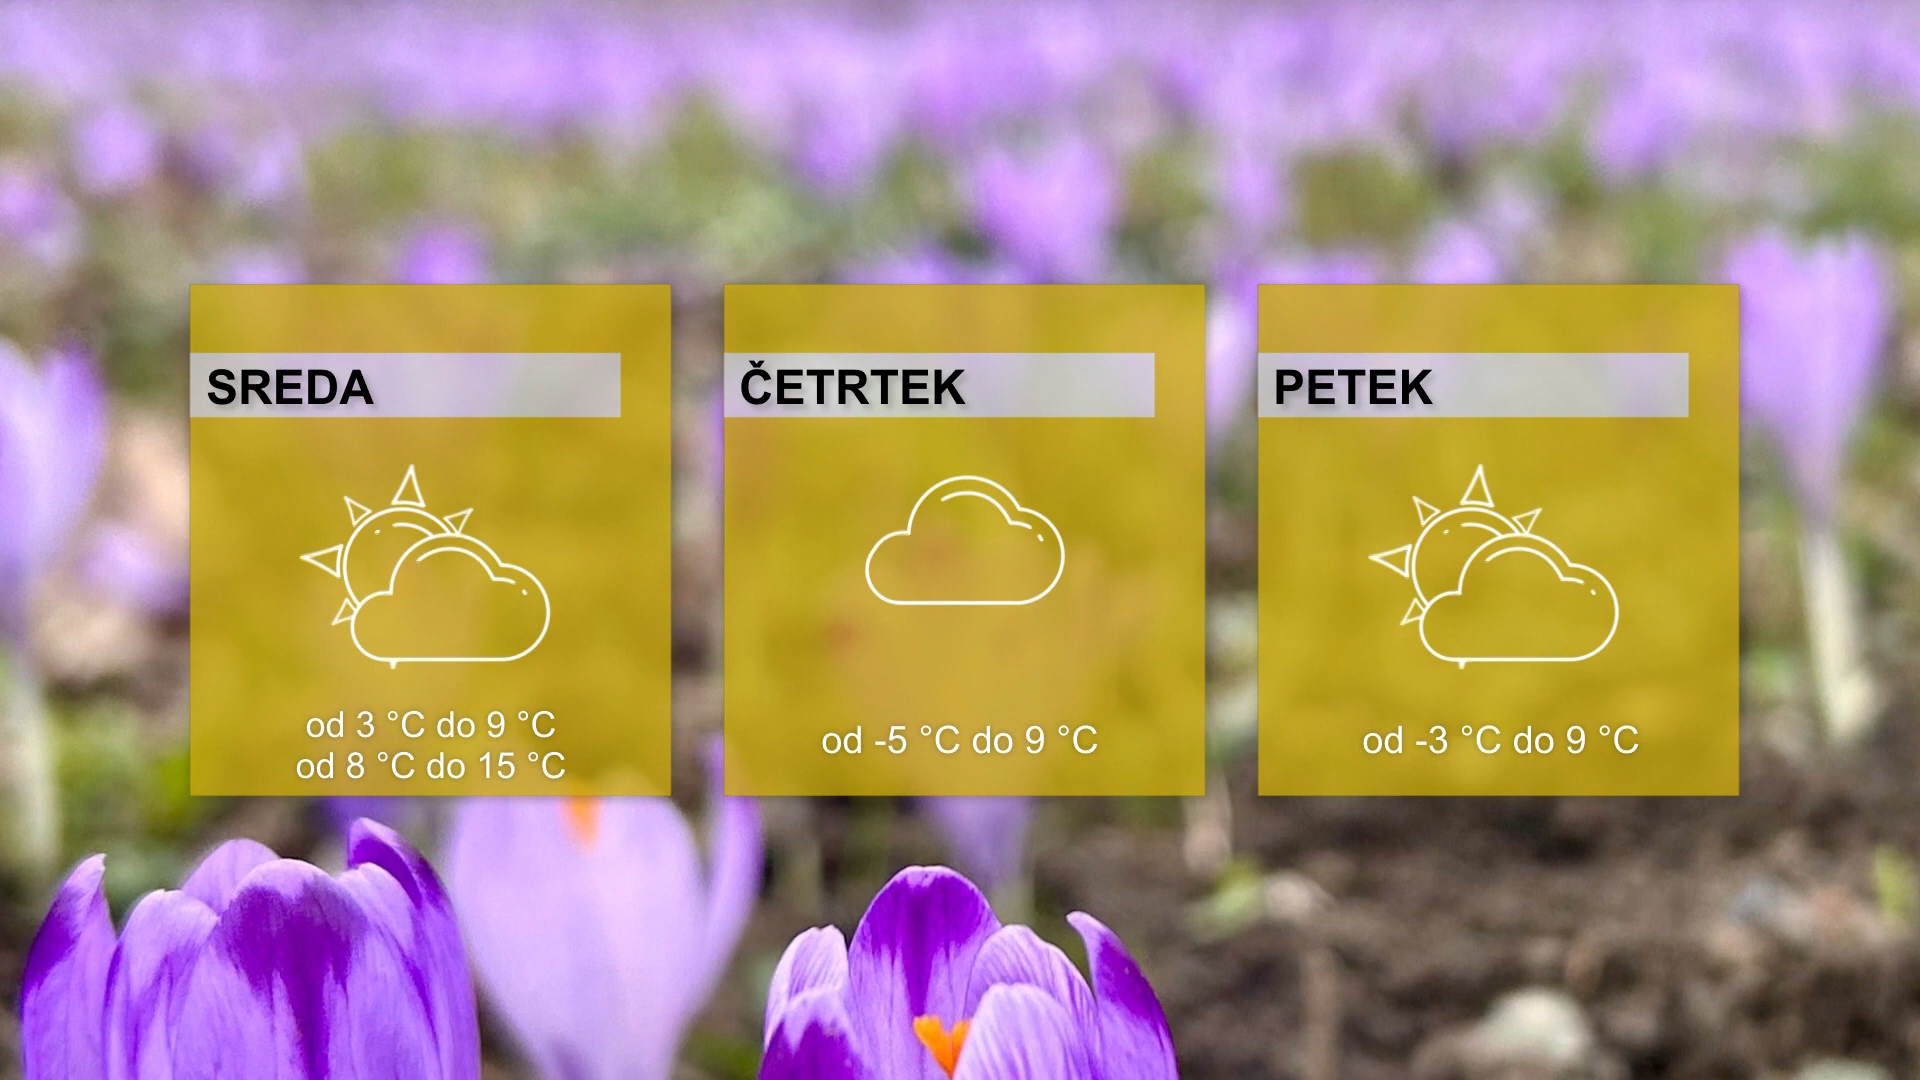 SREDA
od 3 °C do 9 °C
od 8 °C do 15 °C
ČETRTEK
od -5 °C do 9 °C
PETEK
od -3 °C do 9 °C